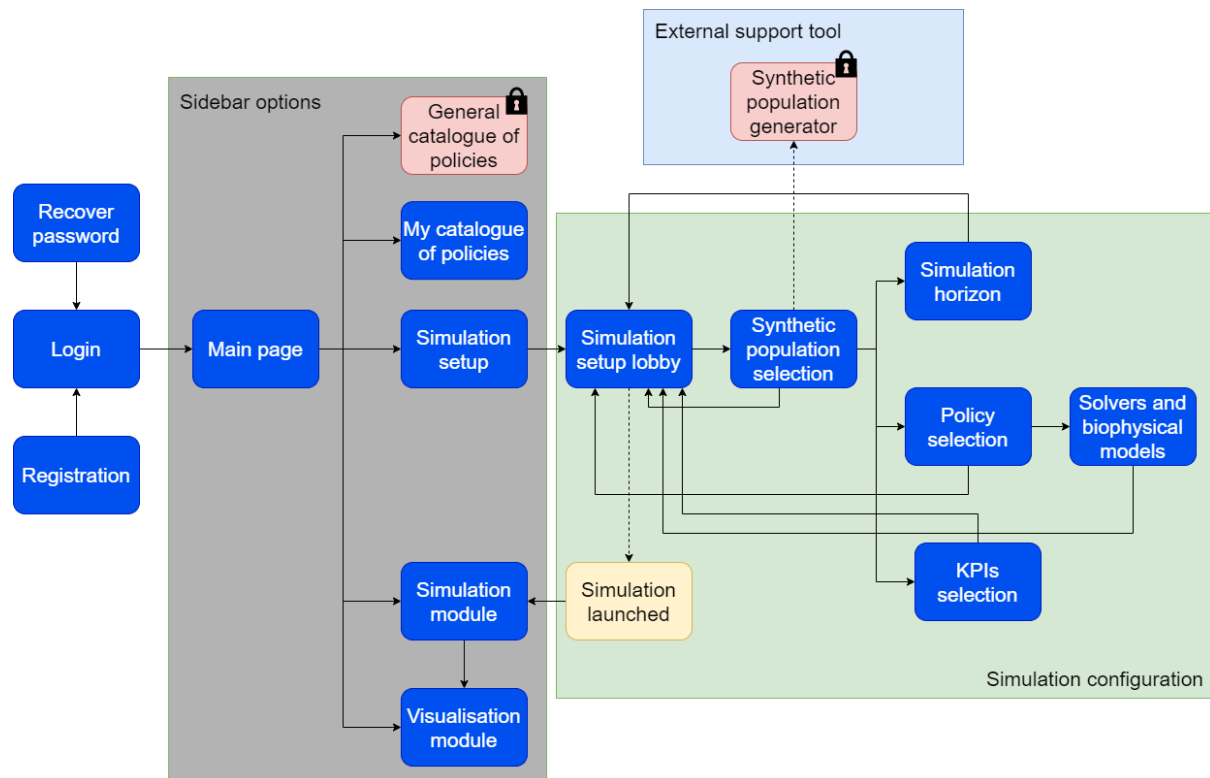 External support tool
Synthetic
population
generator
Sidebar options
General
catalogue of
policies
Recover
password
My catalogue
of policies
Simulation
horizon
Login
Main page
Simulation
setup
Simulation
setup lobby
Synthetic
population
selection
Policy
selection
Solvers and
biophysical
models
Registration
Simulation
module
Simulation
launched
KPIs
selection
Simulation configuration
Visualisation
module